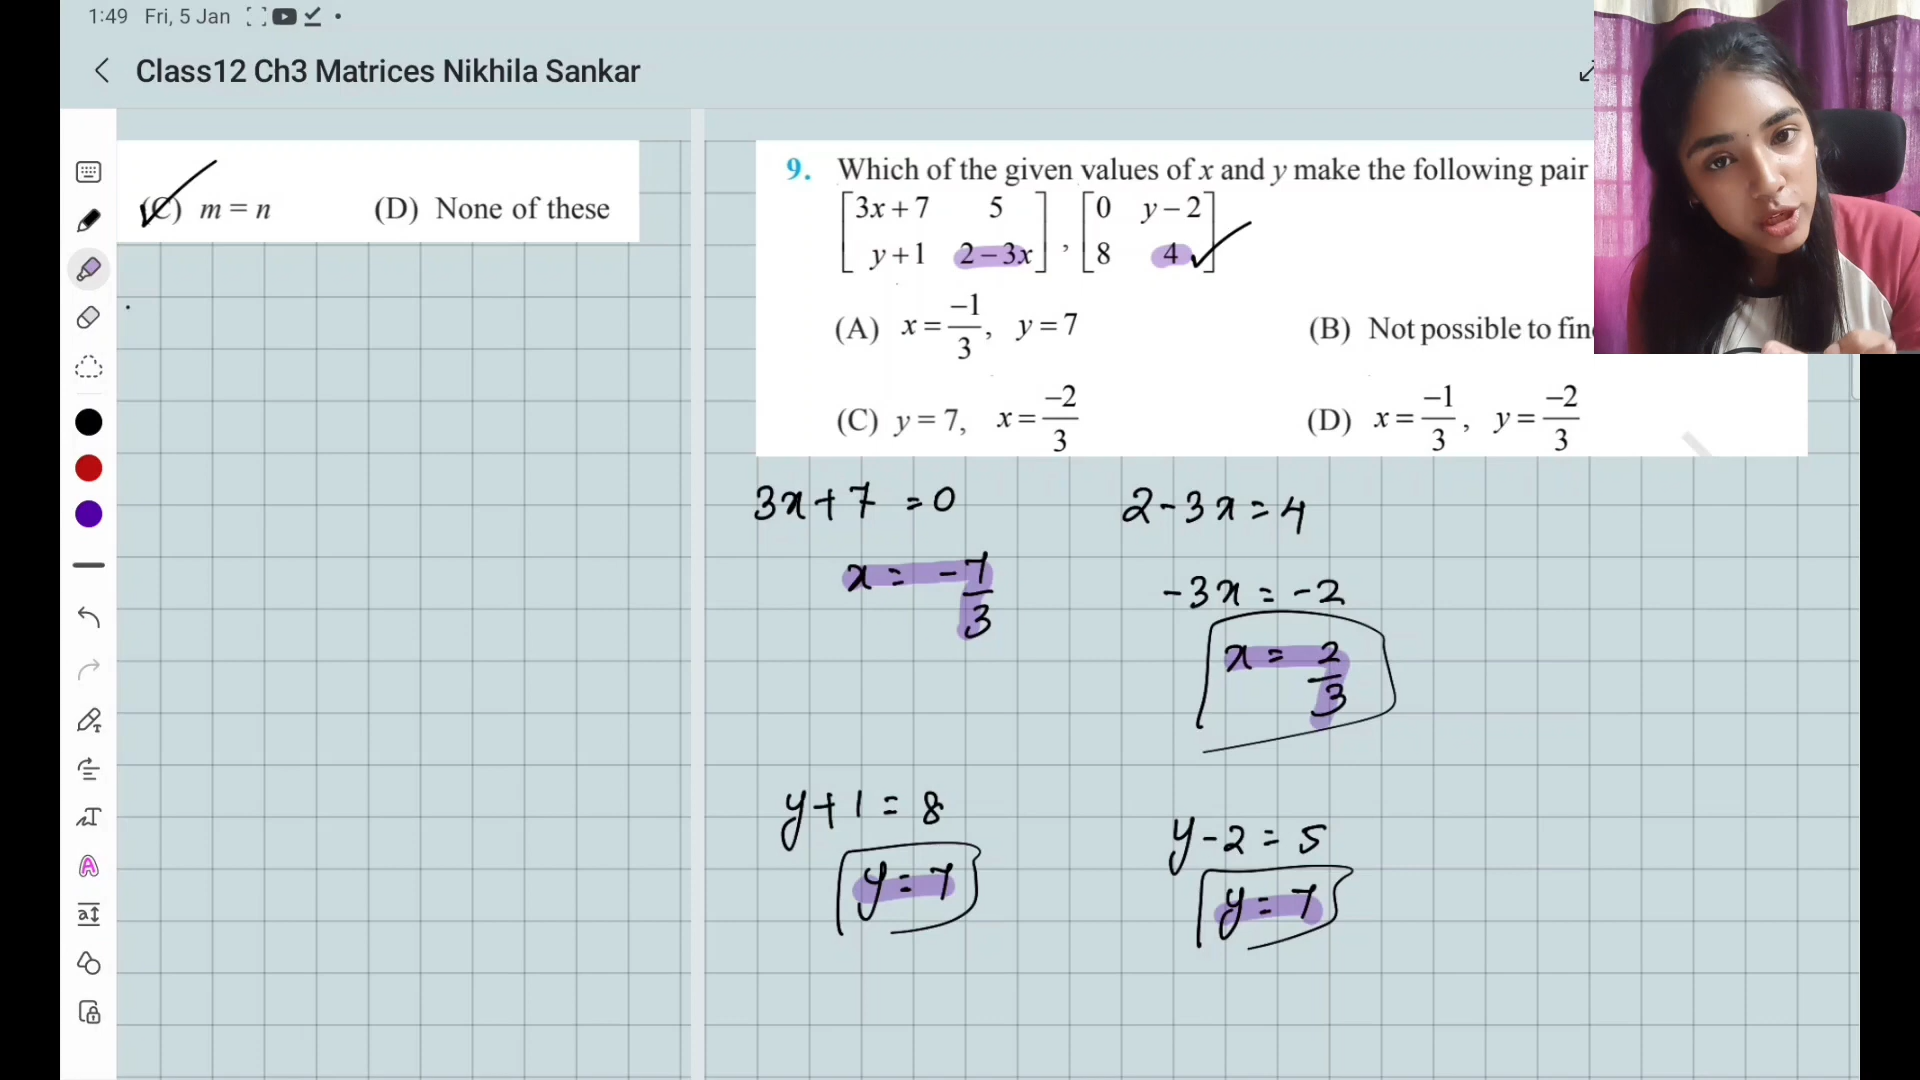 1:49 Fri, 5 Jan
Class12 Ch3 Matrices Nikhila Sankar
(C) m = n (D) None of these
9. Which of the given values of x and y make the following pair
[3x + 7 5] [0 y – 2]
[y + 1 2 – 3x] , [8 4]
(A) x = –1/3, y = 7 (B) Not possible to fin
(C) y = 7, x = –2/3 (D) x = –1/3, y = –2/3
3x + 7 = 0 2 - 3x = 4
x = -7/3 -3x = -2
x = 2/3
y + 1 = 8 y - 2 = 5
y = 7 y = 7